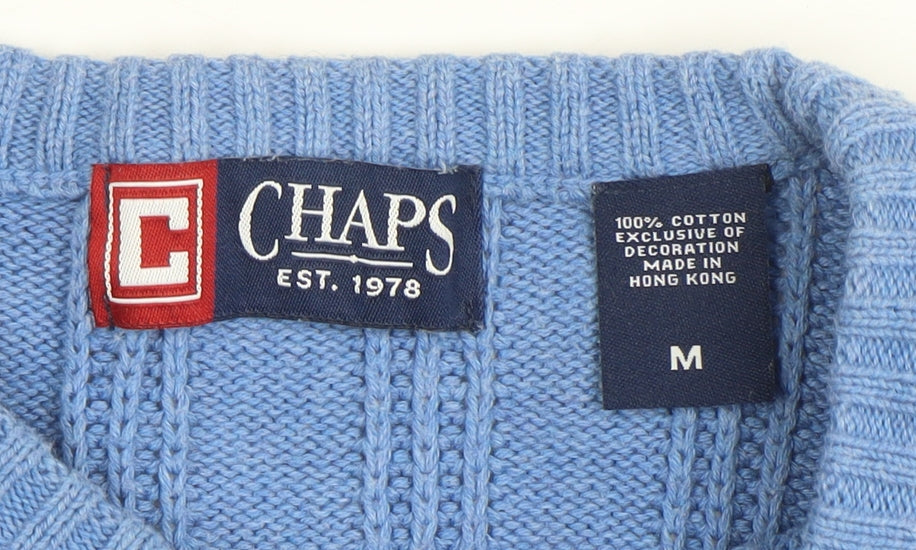 C
CHAPS
EST. 1978
100% COTTON
EXCLUSIVE OF
DECORATION
MADE IN
HONG KONG
M